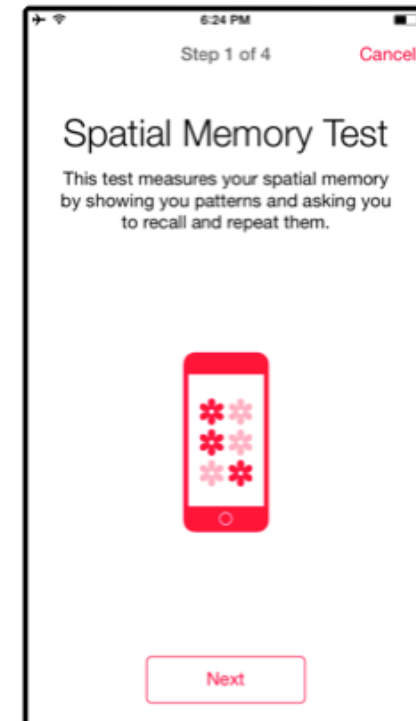 6:24 PM
Step 1 of 4 Cancel
Spatial Memory Test
This test measures your spatial memory
by showing you patterns and asking you
to recall and repeat them.
Next